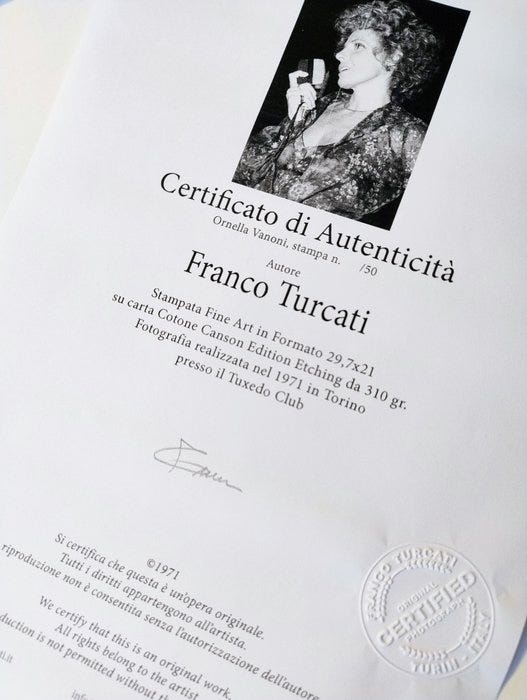 Certificato di Autenticità
Ornella Vanoni, stampa n. /50
Autore
Franco Turcati
Stampata Fine Art in Formato 29,7x21
su carta Cotone Canson Edition Etching da 310 gr.
Fotografia realizzata nel 1971 in Torino
presso il Tuxedo Club
©1971
Si certifica che questa è un'opera originale.
Tutti i diritti appartengono all'artista.
riproduzione non è consentita senza l'autorizzazione dell'autore
We certify that this is an original work.
All rights belong to the artist
duction is not permitted without th
FRANCO TURCATI
ORIGINAL
CERTIFIED
PHOTOGRAPH
TURIN - ITALY